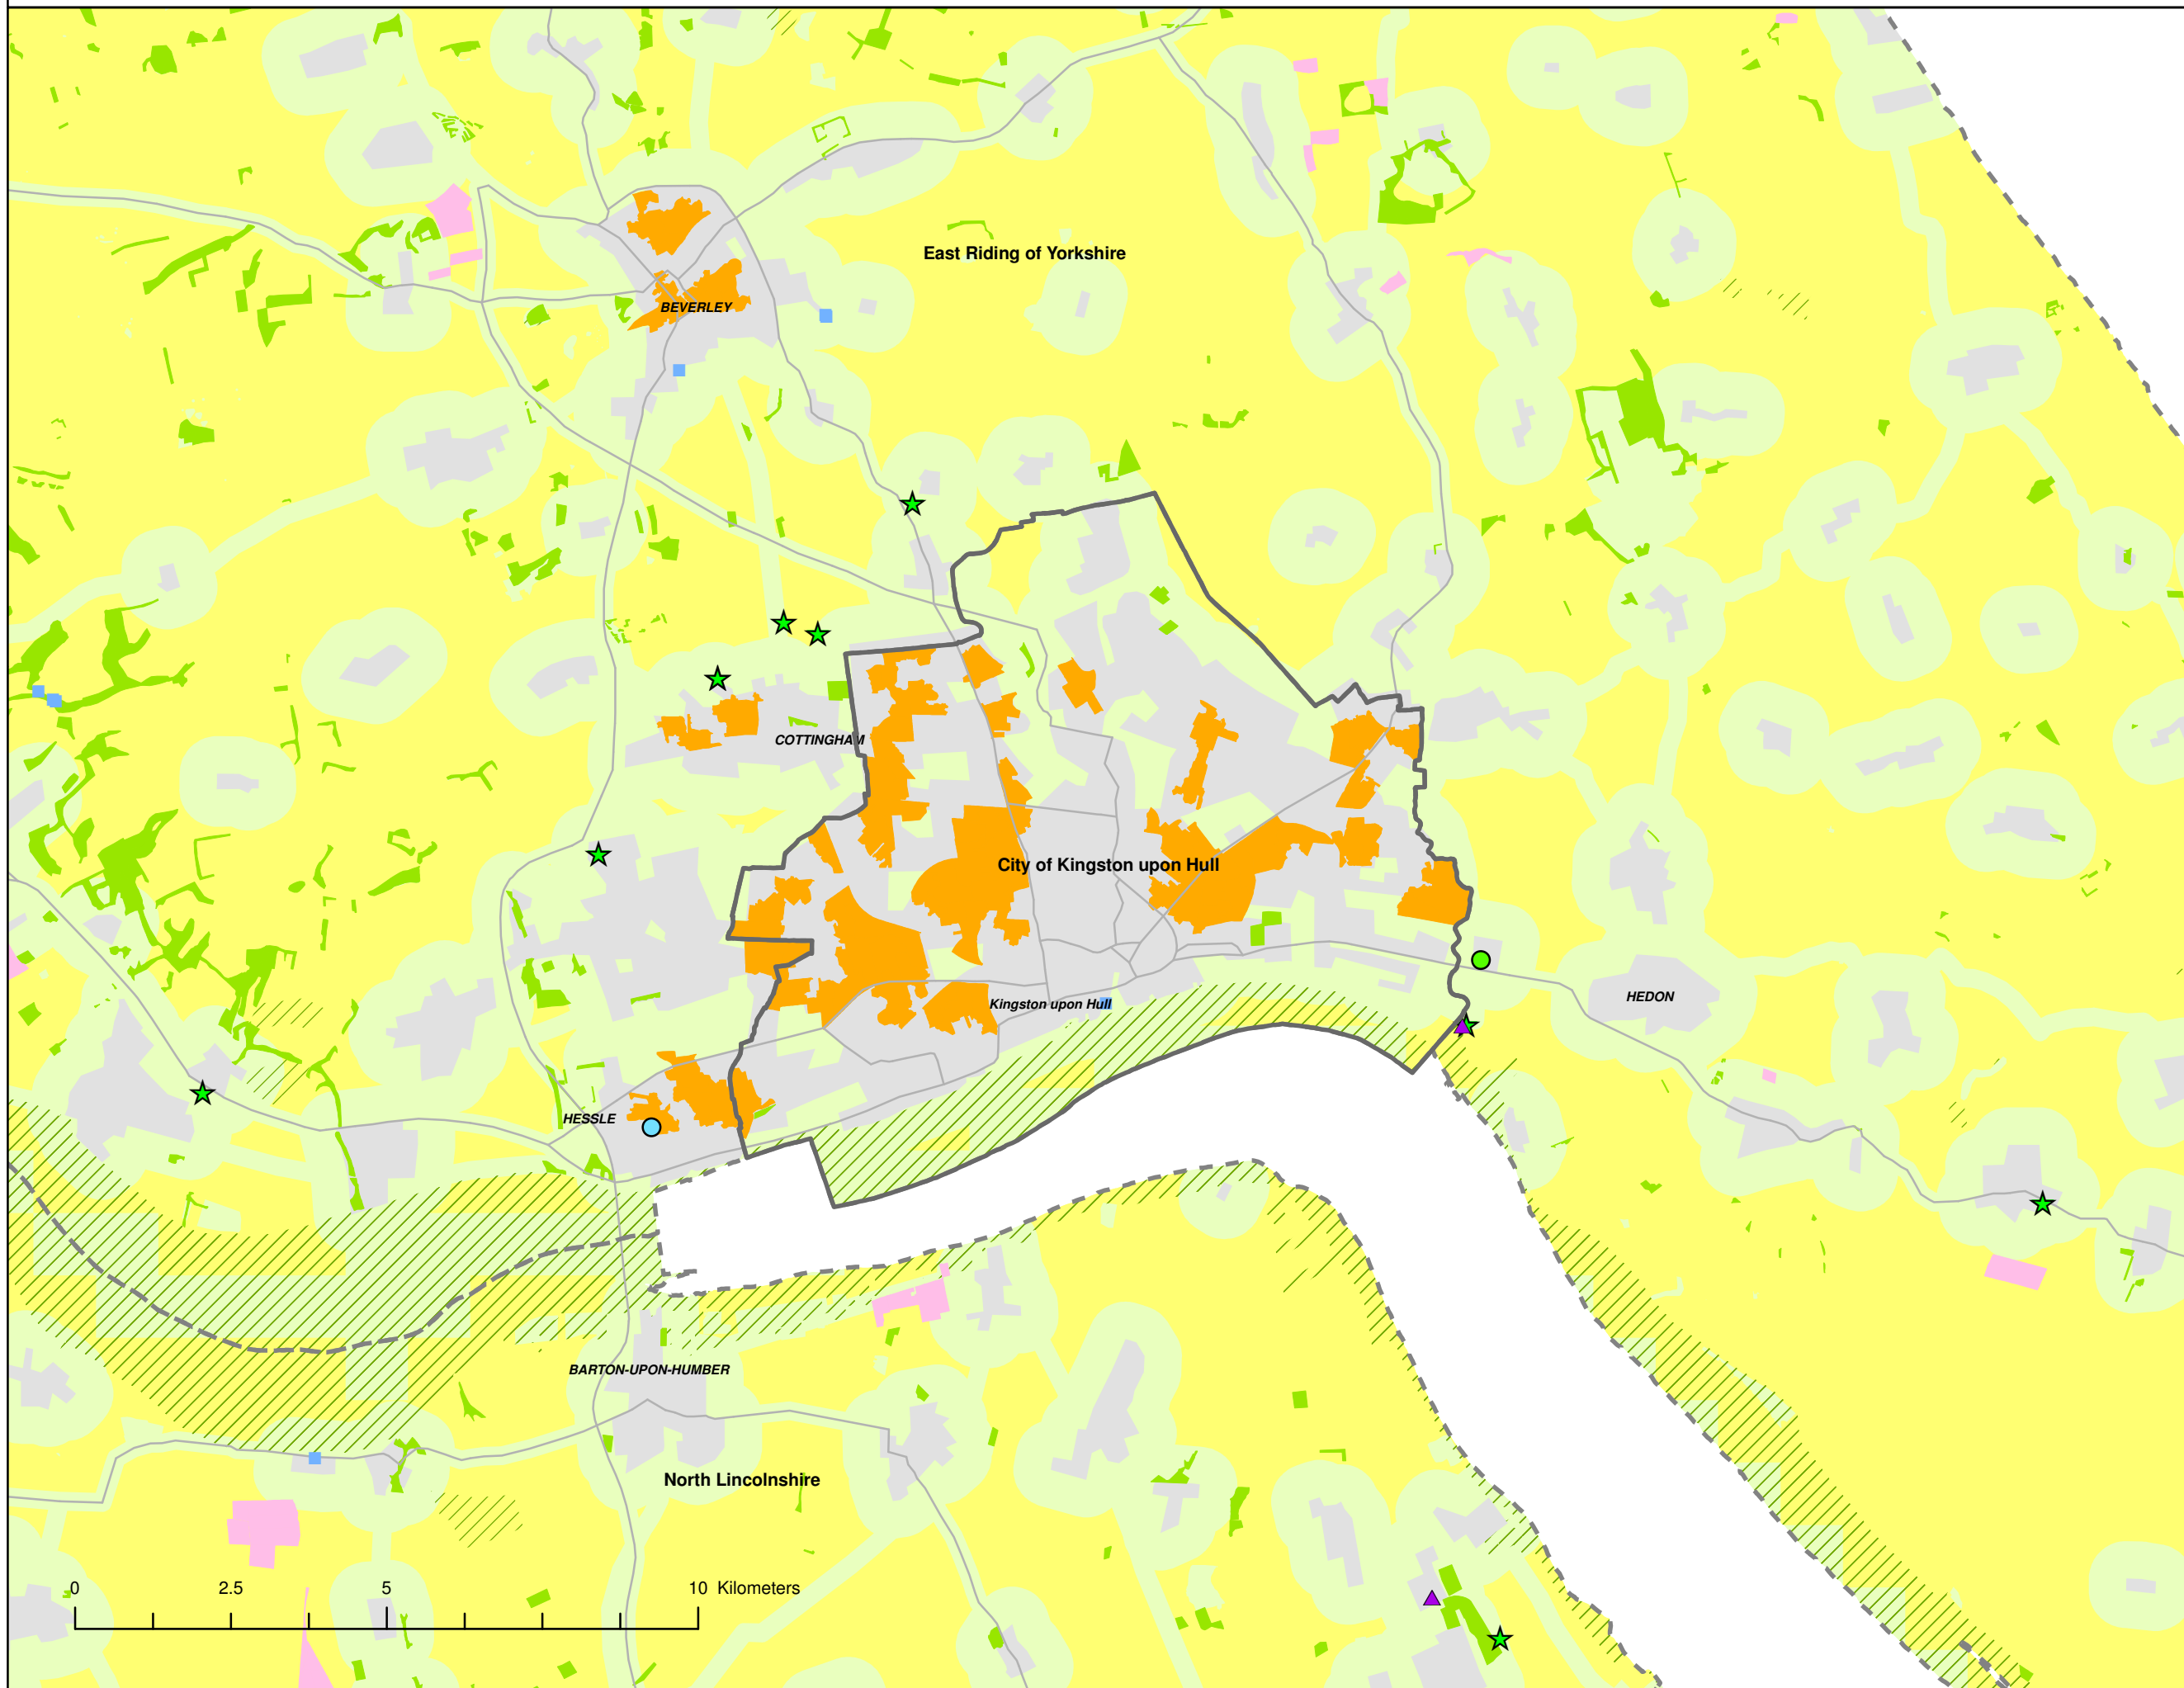 East Riding of Yorkshire
BEVERLEY
COTTINGHAM
City of Kingston upon Hull
HEDON
Kingston upon Hull
HESSLE
BARTON-UPON-HUMBER
North Lincolnshire
0 2.5 5 10 Kilometers